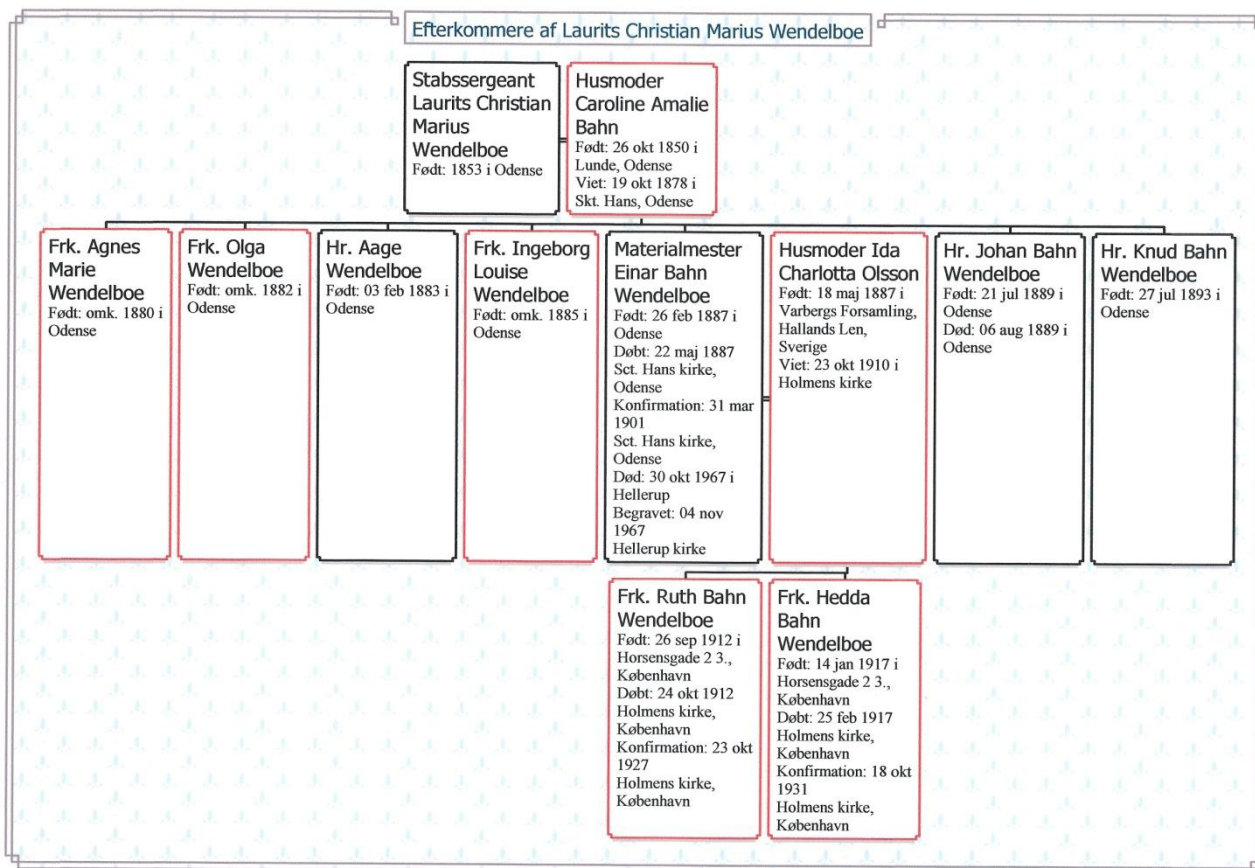 Efterkommere af Laurits Christian Marius Wendelboe
Stabssergeant
Laurits Christian
Marius
Wendelboe
Født: 1853 i Odense
Husmoder
Caroline Amalie
Bahn
Født: 26 okt 1850 i
Lunde, Odense
Viet: 19 okt 1878 i
Skt. Hans, Odense
Frk. Agnes
Marie
Wendelboe
Født: omk. 1880 i
Odense
Frk. Olga
Wendelboe
Født: omk. 1882 i
Odense
Hr. Aage
Wendelboe
Født: 03 feb 1883 i
Odense
Frk. Ingeborg
Louise
Wendelboe
Født: omk. 1885 i
Odense
Materialmester
Einar Bahn
Wendelboe
Født: 26 feb 1887 i
Odense
Døbt: 22 maj 1887
Sct. Hans kirke,
Odense
Konfirmation: 31 mar
1901
Sct. Hans kirke,
Odense
Død: 30 okt 1967 i
Hellerup
Begravet: 04 nov
1967
Hellerup kirke
Husmoder Ida
Charlotta Olsson
Født: 18 maj 1887 i
Varbergs Forsamling,
Hallands Len,
Sverige
Viet: 23 okt 1910 i
Holmens kirke
Hr. Johan Bahn
Wendelboe
Født: 21 jul 1889 i
Odense
Død: 06 aug 1889 i
Odense
Hr. Knud Bahn
Wendelboe
Født: 27 jul 1893 i
Odense
Frk. Ruth Bahn
Wendelboe
Født: 26 sep 1912 i
Horsensgade 2 3.,
København
Døbt: 24 okt 1912
Holmens kirke,
København
Konfirmation: 23 okt
1927
Holmens kirke,
København
Frk. Hedda
Bahn
Wendelboe
Født: 14 jan 1917 i
Horsensgade 2 3.,
København
Døbt: 25 feb 1917
Holmens kirke,
København
Konfirmation: 18 okt
1931
Holmens kirke,
København